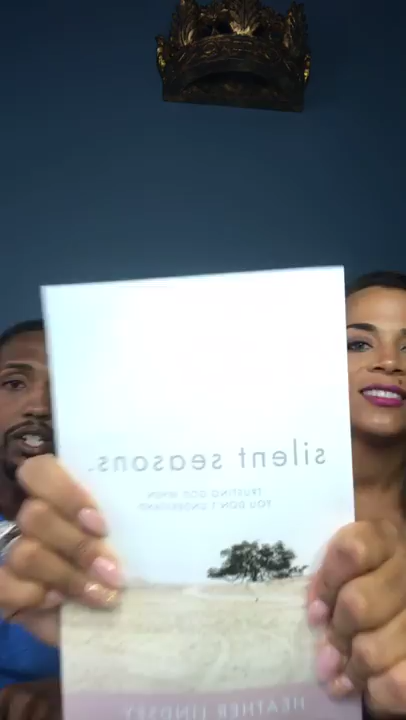 silent seasons.
TRUSTING GOD WHEN
YOU DON'T UNDERSTAND
HEATHER LINDSEY